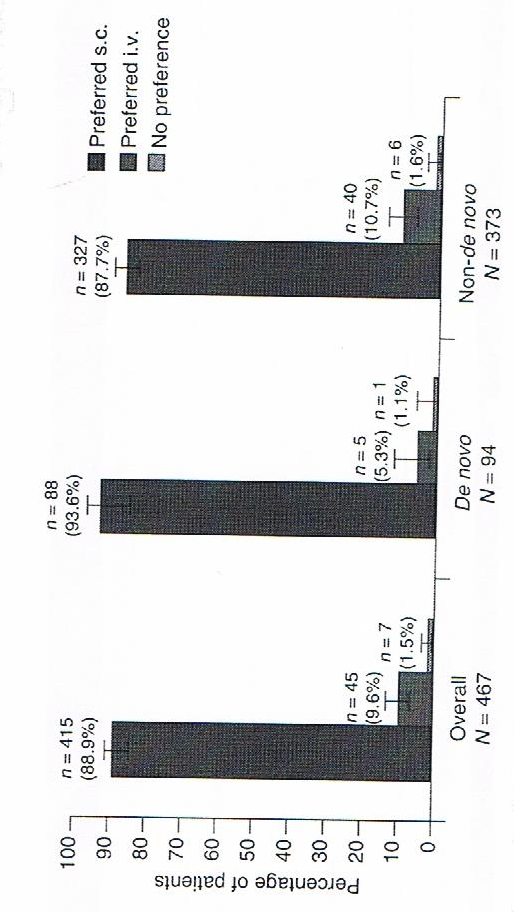 Percentage of patients
100
90
80
70
60
50
40
30
20
10
0
n = 415
(88.9%)
n = 45
(9.6%)
n = 7
(1.5%)
Overall
N = 467
n = 88
(93.6%)
n = 5
(5.3%)
n = 1
(1.1%)
De novo
N = 94
n = 327
(87.7%)
n = 40
(10.7%)
n = 6
(1.6%)
Non-de novo
N = 373
Preferred s.c.
Preferred i.v.
No preference